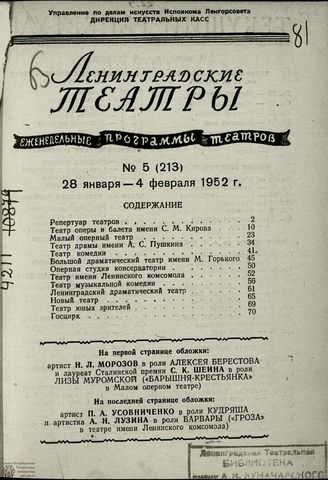 Управление по делам искусств Исполкома Ленгорсовета
ДИРЕКЦИЯ ТЕАТРАЛЬНЫХ КАСС
81
ЛЕНИНГРАДСКИЕ
ТЕАТРЫ
ЕЖЕНЕДЕЛЬНЫЕ ПРОГРАММЫ ТЕАТРОВ
№ 5 (213)
28 января—4 февраля 1952 г.
СОДЕРЖАНИЕ
Репертуар театров 2
Театр оперы и балета имени С. М. Кирова 10
Малый оперный театр 23
Театр драмы имени А. С. Пушкина 34
Театр комедии 41
Большой драматический театр имени М. Горького 45
Оперная студия консерватории 50
Театр имени Ленинского комсомола 52
Театр музыкальной комедии 56
Ленинградский драматический театр 61
Новый театр 65
Театр юных зрителей 69
Госцирк 70
На первой странице обложки:
артист Н. Л. МОРОЗОВ в роли АЛЕКСЕЯ БЕРЕСТОВА
и лауреат Сталинской премии С. К. ШЕИНА в роли
ЛИЗЫ МУРОМСКОЙ («БАРЫШНЯ-КРЕСТЬЯНКА»
в Малом оперном театре)
На последней странице обложки:
артист П. А. УСОВНИЧЕНКО в роли КУДРЯША
и артистка А. Н. ЛУЗИНА в роли ВАРВАРЫ («ГРОЗА»
в театре имени Ленинского комсомола)
Ленинградская Театральная
БИБЛИОТЕКА
имени А. В. ЛУНАЧАРСКОГО